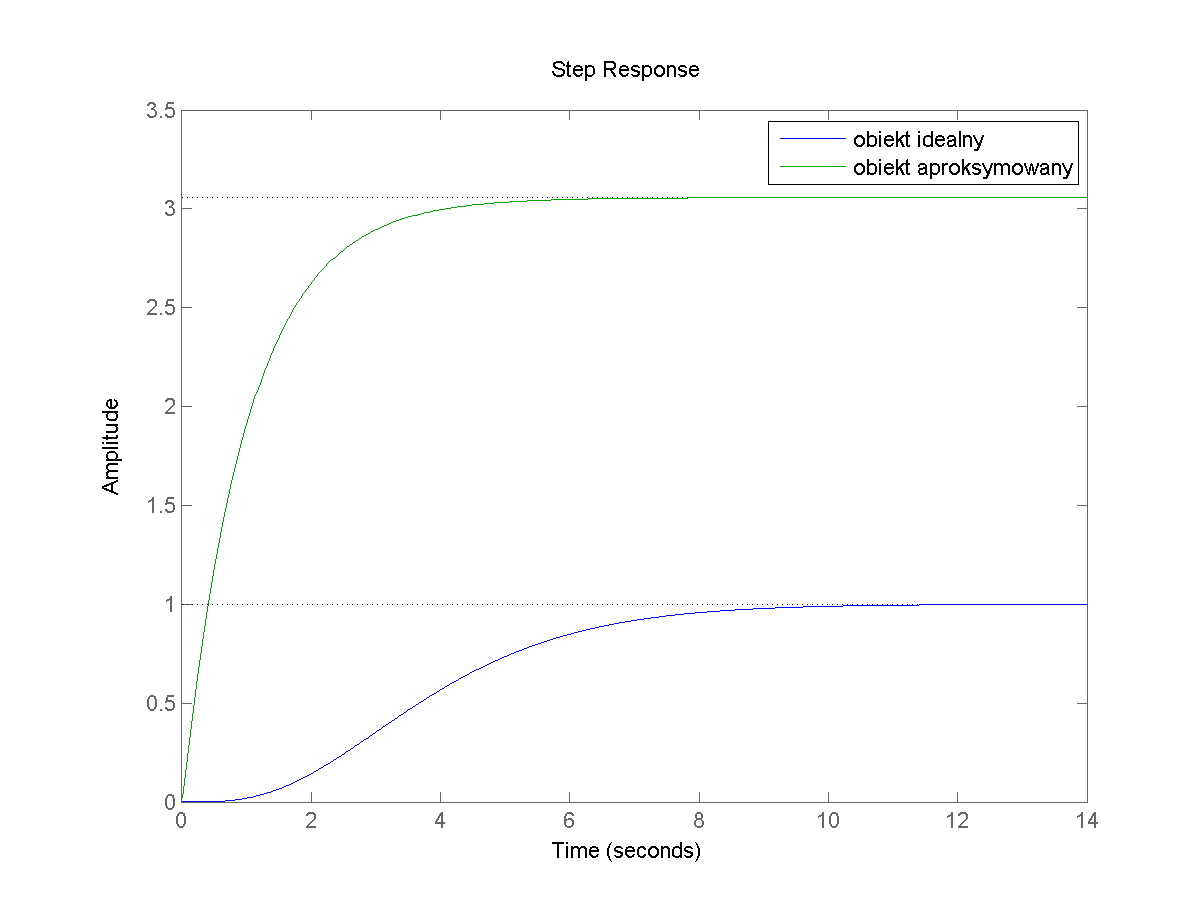 Step Response
obiekt idealny
obiekt aproksymowany
3.5
3
2.5
2
1.5
1
0.5
0
Amplitude
0 2 4 6 8 10 12 14
Time (seconds)